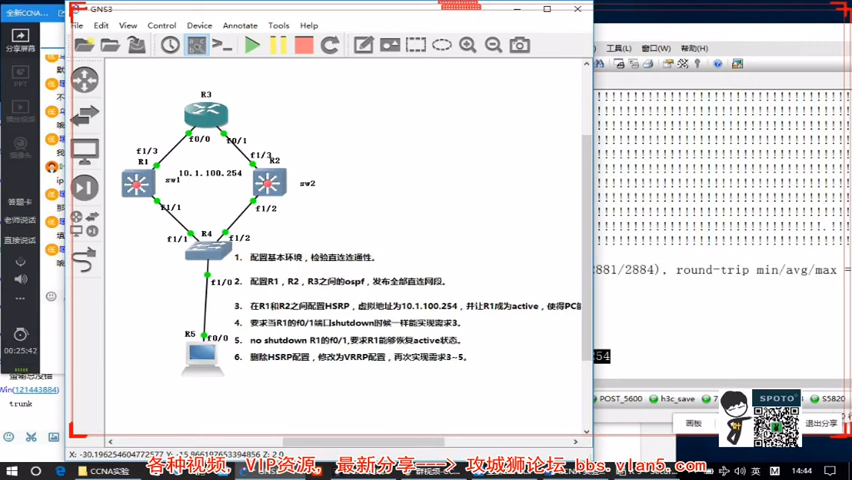 全新CCNA
GNS3
File Edit View Control Device Annotate Tools Help
工具(L) 窗口(W) 帮助(H)
分享屏幕
PPT
摄像头
答题卡
老师说话
直接说话
00:25:42
R3
f0/0 f0/1
f1/3 f1/3
R1 R2
10.1.100.254
sw1 sw2
f1/1 f1/2
R4
f1/1 f1/2
1. 配置基本环境，检验直连连通性。
f1/0
2. 配置R1，R2，R3之间的ospf，发布全部直连网段。
3. 在R1和R2之间配置HSRP，虚拟地址为10.1.100.254，并让R1成为active，使得PC部
4. 要求当R1的f0/1端口shutdown时候一样能实现需求3。
R5
f0/0
5. no shutdown R1的f0/1,要求R1能够恢复active状态。
6. 删除HSRP配置，修改为VRRP配置，再次实现需求3~5。
2881/2884), round-trip min/avg/max =
54
Win(121443884)
trunk
POST_5600 h3c_save S5820
SPOTO
画板 退出分享
X: -30.196254604772577 Y: -15.966197653394856 Z: 0.0
CCNA实验
各种视频，VIP资源，最新分享---> 攻城狮论坛 bbs.vlan5.com
英 M 14:44